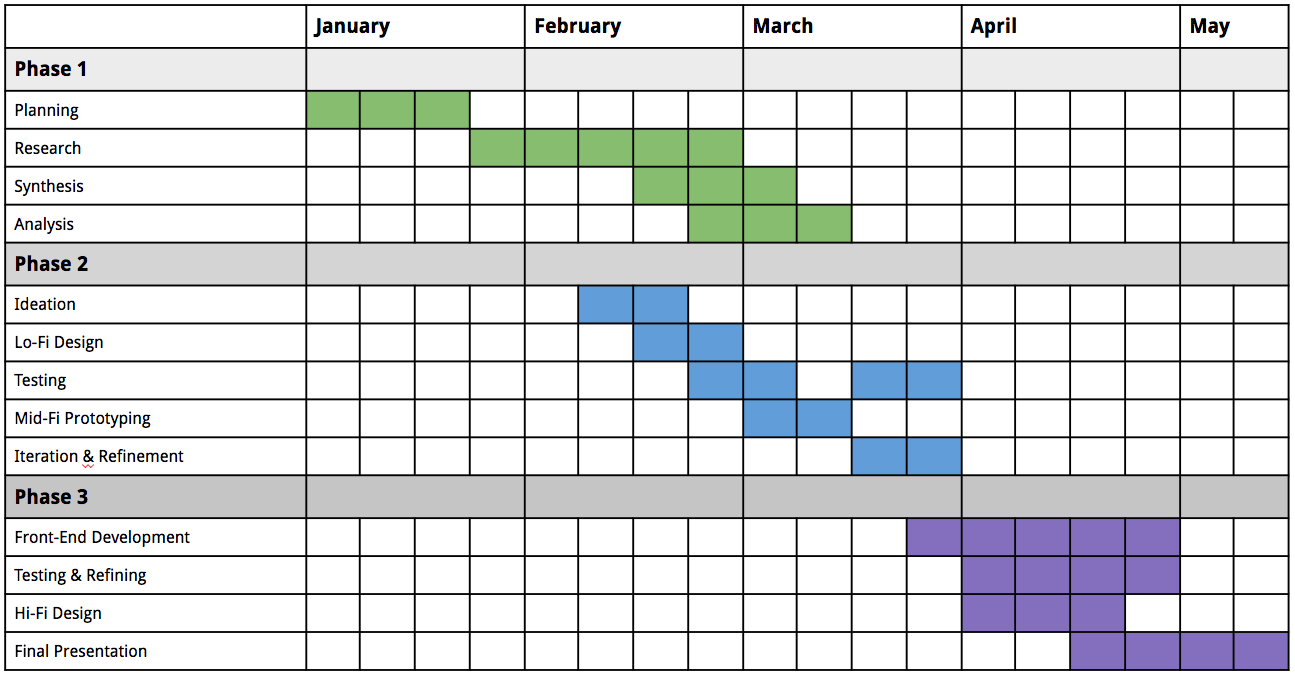 January February March April May
Phase 1
Planning
Research
Synthesis
Analysis
Phase 2
Ideation
Lo-Fi Design
Testing
Mid-Fi Prototyping
Iteration & Refinement
Phase 3
Front-End Development
Testing & Refining
Hi-Fi Design
Final Presentation